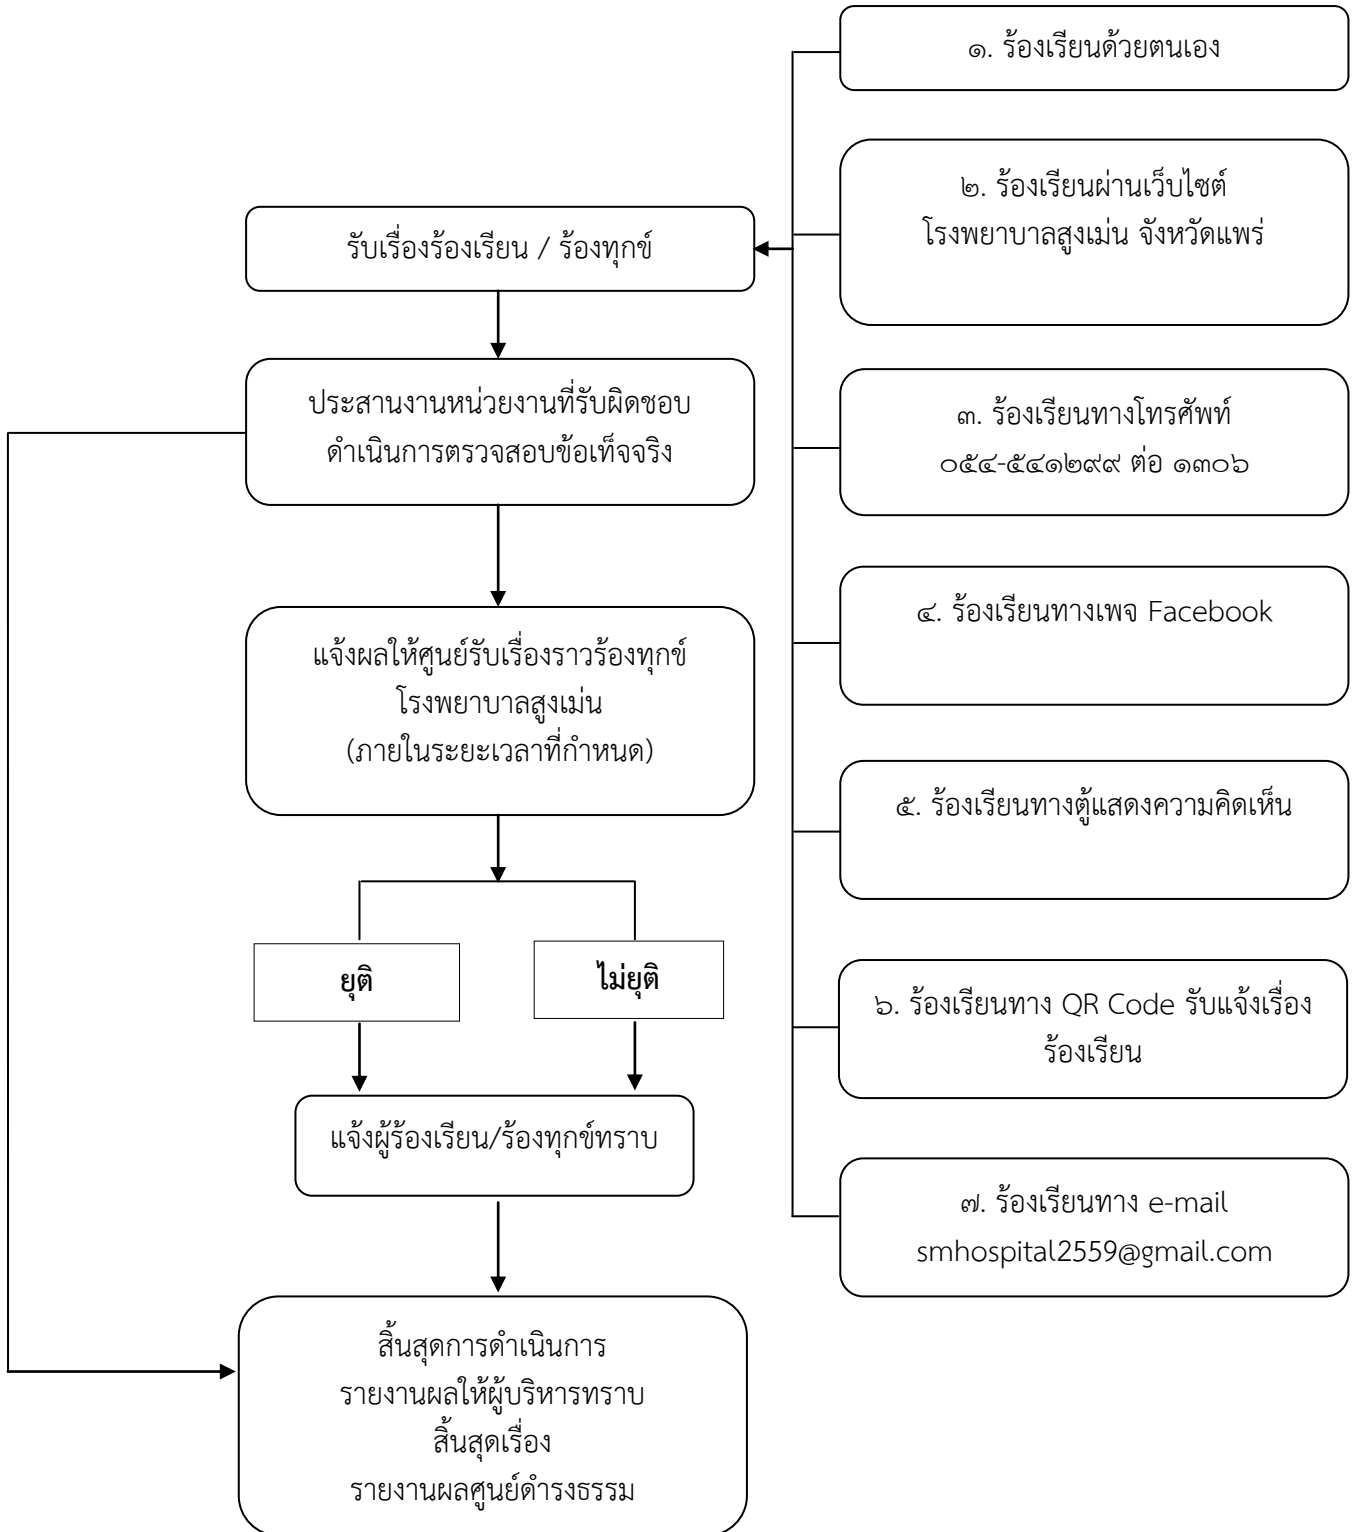 ๑. ร้องเรียนด้วยตนเอง
๒. ร้องเรียนผ่านเว็บไซต์
โรงพยาบาลสูงเม่น จังหวัดแพร่
๓. ร้องเรียนทางโทรศัพท์
๐๕๔-๕๔๑๒๙๙ ต่อ ๑๓๐๖
๔. ร้องเรียนทางเพจ Facebook
๕. ร้องเรียนทางตู้แสดงความคิดเห็น
๖. ร้องเรียนทาง QR Code รับแจ้งเรื่อง
ร้องเรียน
๗. ร้องเรียนทาง e-mail
smhospital2559@gmail.com
รับเรื่องร้องเรียน / ร้องทุกข์
ประสานงานหน่วยงานที่รับผิดชอบ
ดำเนินการตรวจสอบข้อเท็จจริง
แจ้งผลให้ศูนย์รับเรื่องราวร้องทุกข์
โรงพยาบาลสูงเม่น
(ภายในระยะเวลาที่กำหนด)
ยุติ
ไม่ยุติ
แจ้งผู้ร้องเรียน/ร้องทุกข์ทราบ
สิ้นสุดการดำเนินการ
รายงานผลให้ผู้บริหารทราบ
สิ้นสุดเรื่อง
รายงานผลศูนย์ดำรงธรรม